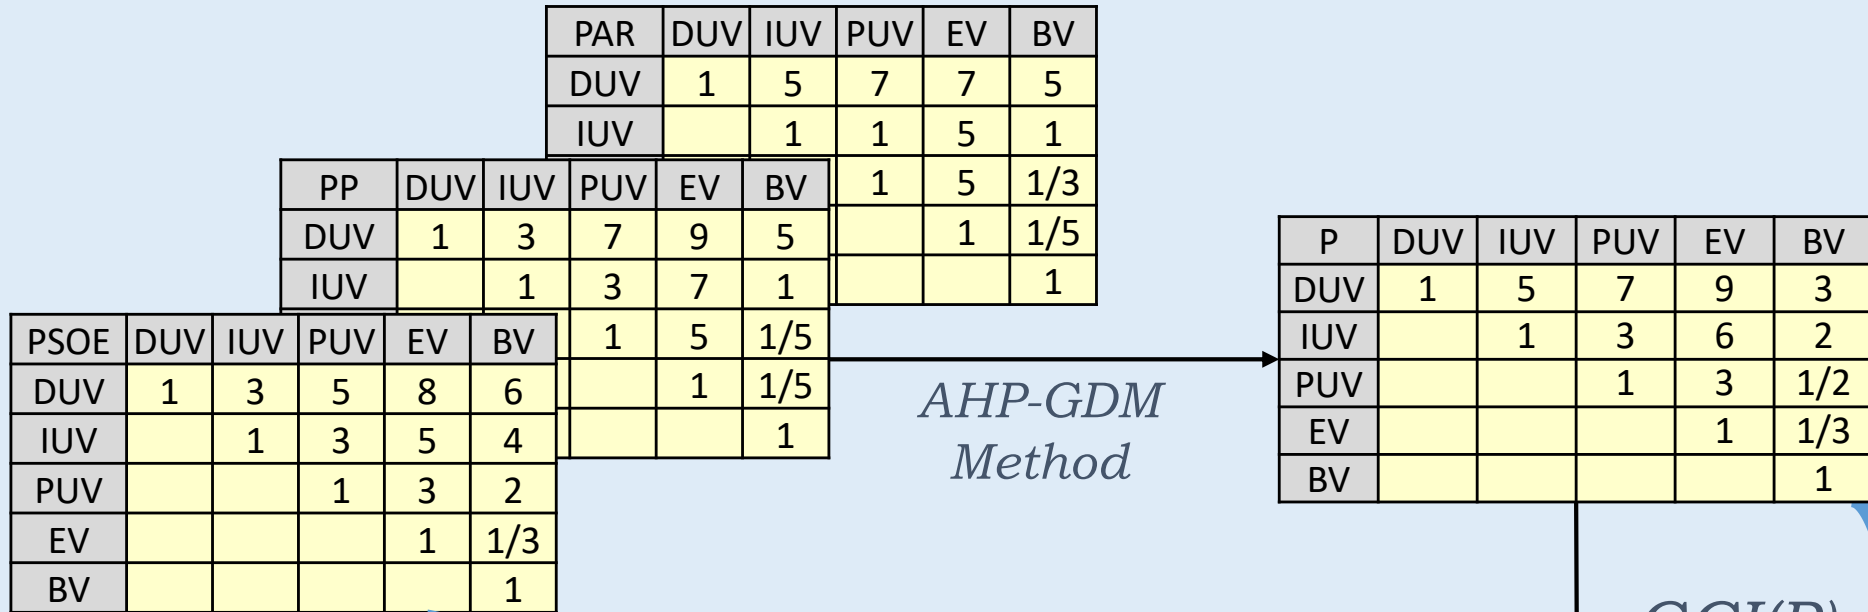 PAR DUV IUV PUV EV BV
DUV 1 5 7 7 5
IUV 1 1 5 1
1 5 1/3
1 1/5
1
PP DUV IUV PUV EV BV
DUV 1 3 7 9 5
IUV 1 3 7 1
1 5 1/5
1 1/5
1
PSOE DUV IUV PUV EV BV
DUV 1 3 5 8 6
IUV 1 3 5 4
PUV 1 3 2
EV 1 1/3
BV 1
AHP-GDM
Method
P DUV IUV PUV EV BV
DUV 1 5 7 9 3
IUV 1 3 6 2
PUV 1 3 1/2
EV 1 1/3
BV 1